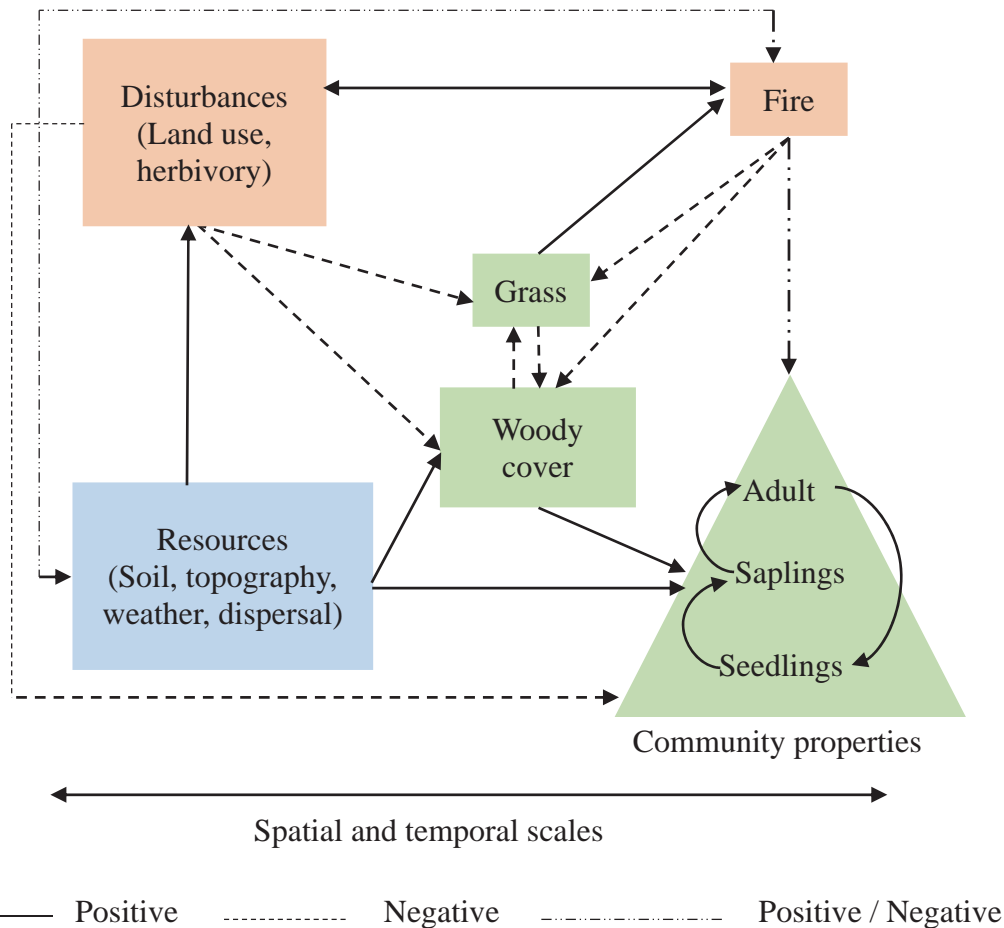 Disturbances
(Land use,
herbivory)
Fire
Grass
Woody
cover
Resources
(Soil, topography,
weather, dispersal)
Adult
Saplings
Seedlings
Community properties
Spatial and temporal scales
Positive
Negative
Positive / Negative